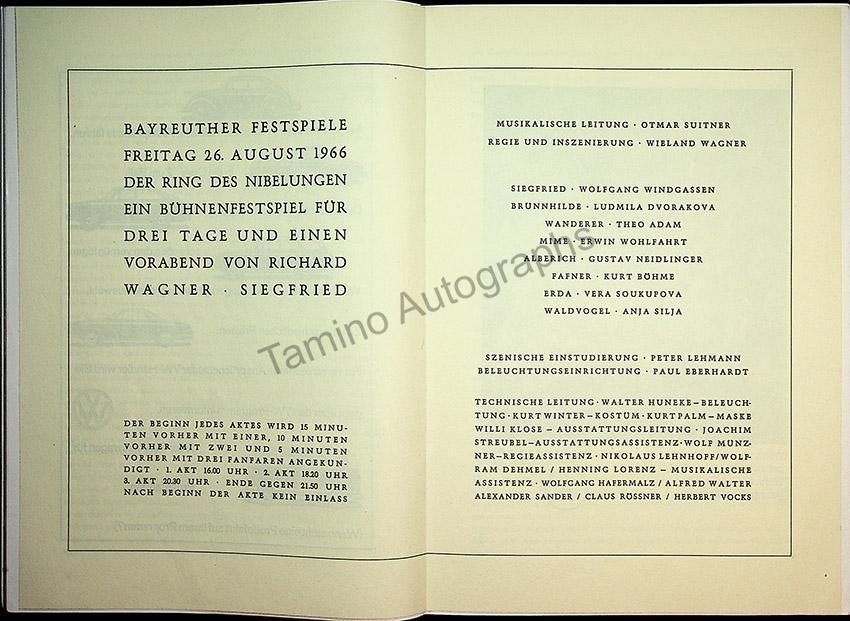 BAYREUTHER FESTSPIELE
FREITAG 26. AUGUST 1966
DER RING DES NIBELUNGEN
EIN BÜHNENFESTSPIEL FÜR
DREI TAGE UND EINEN
VORABEND VON RICHARD
WAGNER · SIEGFRIED
DER BEGINN JEDES AKTES WIRD 15 MINU-
TEN VORHER MIT EINER, 10 MINUTEN
VORHER MIT ZWEI UND 5 MINUTEN
VORHER MIT DREI FANFAREN ANGEKÜN-
DIGT · 1. AKT 16.00 UHR · 2. AKT 18.20 UHR
3. AKT 20.30 UHR · ENDE GEGEN 21.50 UHR
NACH BEGINN DER AKTE KEIN EINLASS
MUSIKALISCHE LEITUNG · OTMAR SUITNER
REGIE UND INSZENIERUNG · WIELAND WAGNER
SIEGFRIED · WOLFGANG WINDGASSEN
BRÜNNHILDE · LUDMILA DVORAKOVA
WANDERER · THEO ADAM
MIME · ERWIN WOHLFAHRT
ALBERICH · GUSTAV NEIDLINGER
FAFNER · KURT BÖHME
ERDA · VERA SOUKUPOVA
WALDVOGEL · ANJA SILJA
SZENISCHE EINSTUDIERUNG · PETER LEHMANN
BELEUCHTUNGSEINRICHTUNG · PAUL EBERHARDT
TECHNISCHE LEITUNG · WALTER HUNEKE – BELEUCH-
TUNG · KURT WINTER – KOSTÜM · KURT PALM – MASKE
WILLI KLOSE – AUSSTATTUNGSLEITUNG · JOACHIM
STREUBEL – AUSSTATTUNGSASSISTENZ · WOLF MÜNZ-
NER – REGIEASSISTENZ · NIKOLAUS LEHNHOFF / WOLF-
RAM DEHMEL / HENNING LORENZ – MUSIKALISCHE
ASSISTENZ · WOLFGANG HAFERMALZ / ALFRED WALTER
ALEXANDER SANDER / CLAUS RÖSSNER / HERBERT VOCKS
Tamino Autographs